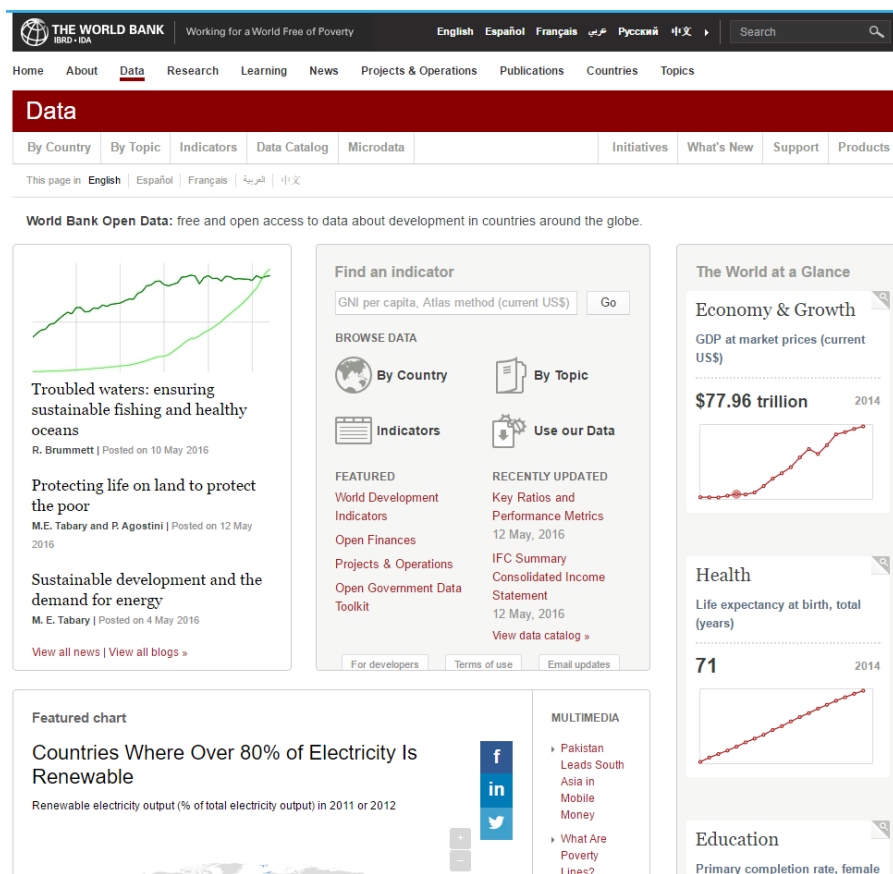 THE WORLD BANK
IBRD • IDA
Working for a World Free of Poverty
English Español Français عربي Русский 中文
Search
Home About Data Research Learning News Projects & Operations Publications Countries Topics
Data
By Country By Topic Indicators Data Catalog Microdata Initiatives What's New Support Products
This page in English Español Français العربية 中文
World Bank Open Data: free and open access to data about development in countries around the globe.
Troubled waters: ensuring
sustainable fishing and healthy
oceans
R. Brummett | Posted on 10 May 2016
Protecting life on land to protect
the poor
M.E. Tabary and P. Agostini | Posted on 12 May
2016
Sustainable development and the
demand for energy
M. E. Tabary | Posted on 4 May 2016
View all news | View all blogs »
Find an indicator
GNI per capita, Atlas method (current US$) Go
BROWSE DATA
By Country By Topic
Indicators Use our Data
FEATURED
World Development
Indicators
Open Finances
Projects & Operations
Open Government Data
Toolkit
RECENTLY UPDATED
Key Ratios and
Performance Metrics
12 May, 2016
IFC Summary
Consolidated Income
Statement
12 May, 2016
View data catalog »
For developers Terms of use Email updates
The World at a Glance
Economy & Growth
GDP at market prices (current
US$)
$77.96 trillion 2014
Health
Life expectancy at birth, total
(years)
71 2014
Education
Primary completion rate, female
Featured chart
Countries Where Over 80% of Electricity Is
Renewable
Renewable electricity output (% of total electricity output) in 2011 or 2012
f
in
+
−
MULTIMEDIA
Pakistan
Leads South
Asia in
Mobile
Money
What Are
Poverty
Lines?